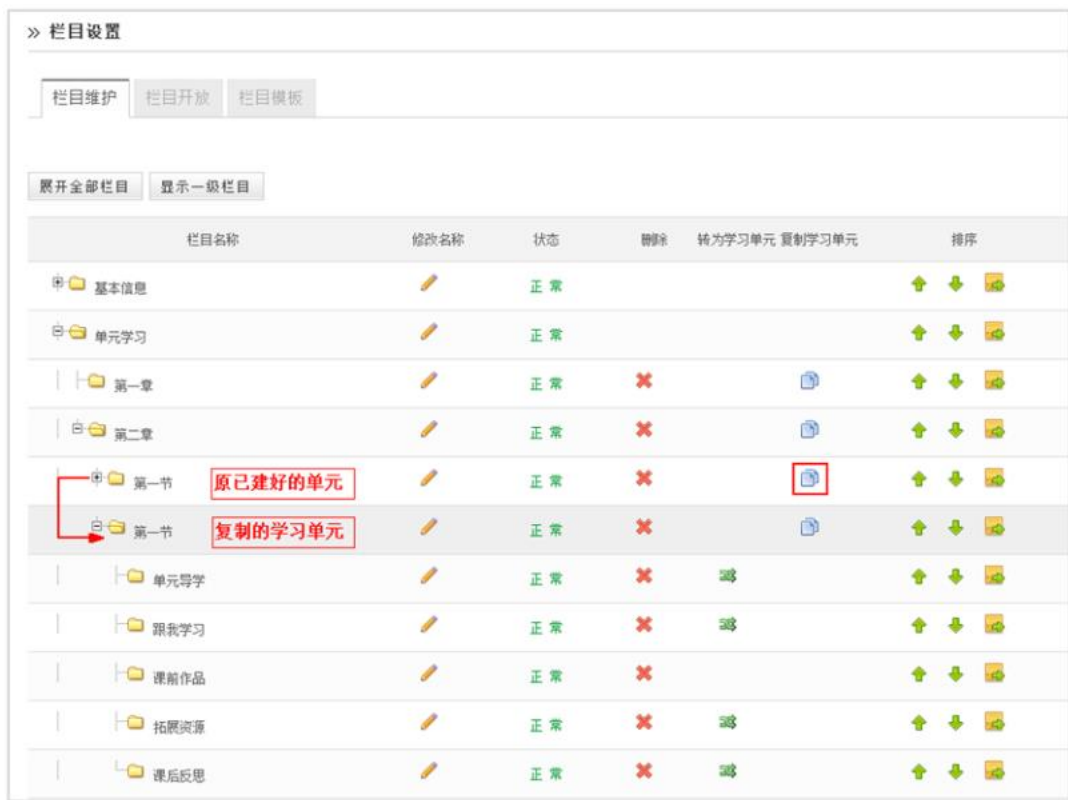 » 栏目设置
栏目维护 栏目开放 栏目模板
展开全部栏目 显示一级栏目
栏目名称 修改名称 状态 删除 转为学习单元 复制学习单元 排序
基本信息 正常
单元学习 正常
第一章 正常
第二章 正常
第一节 原已建好的单元 正常
第一节 复制的学习单元 正常
单元导学 正常
跟我学习 正常
课前作品 正常
拓展资源 正常
课后反思 正常